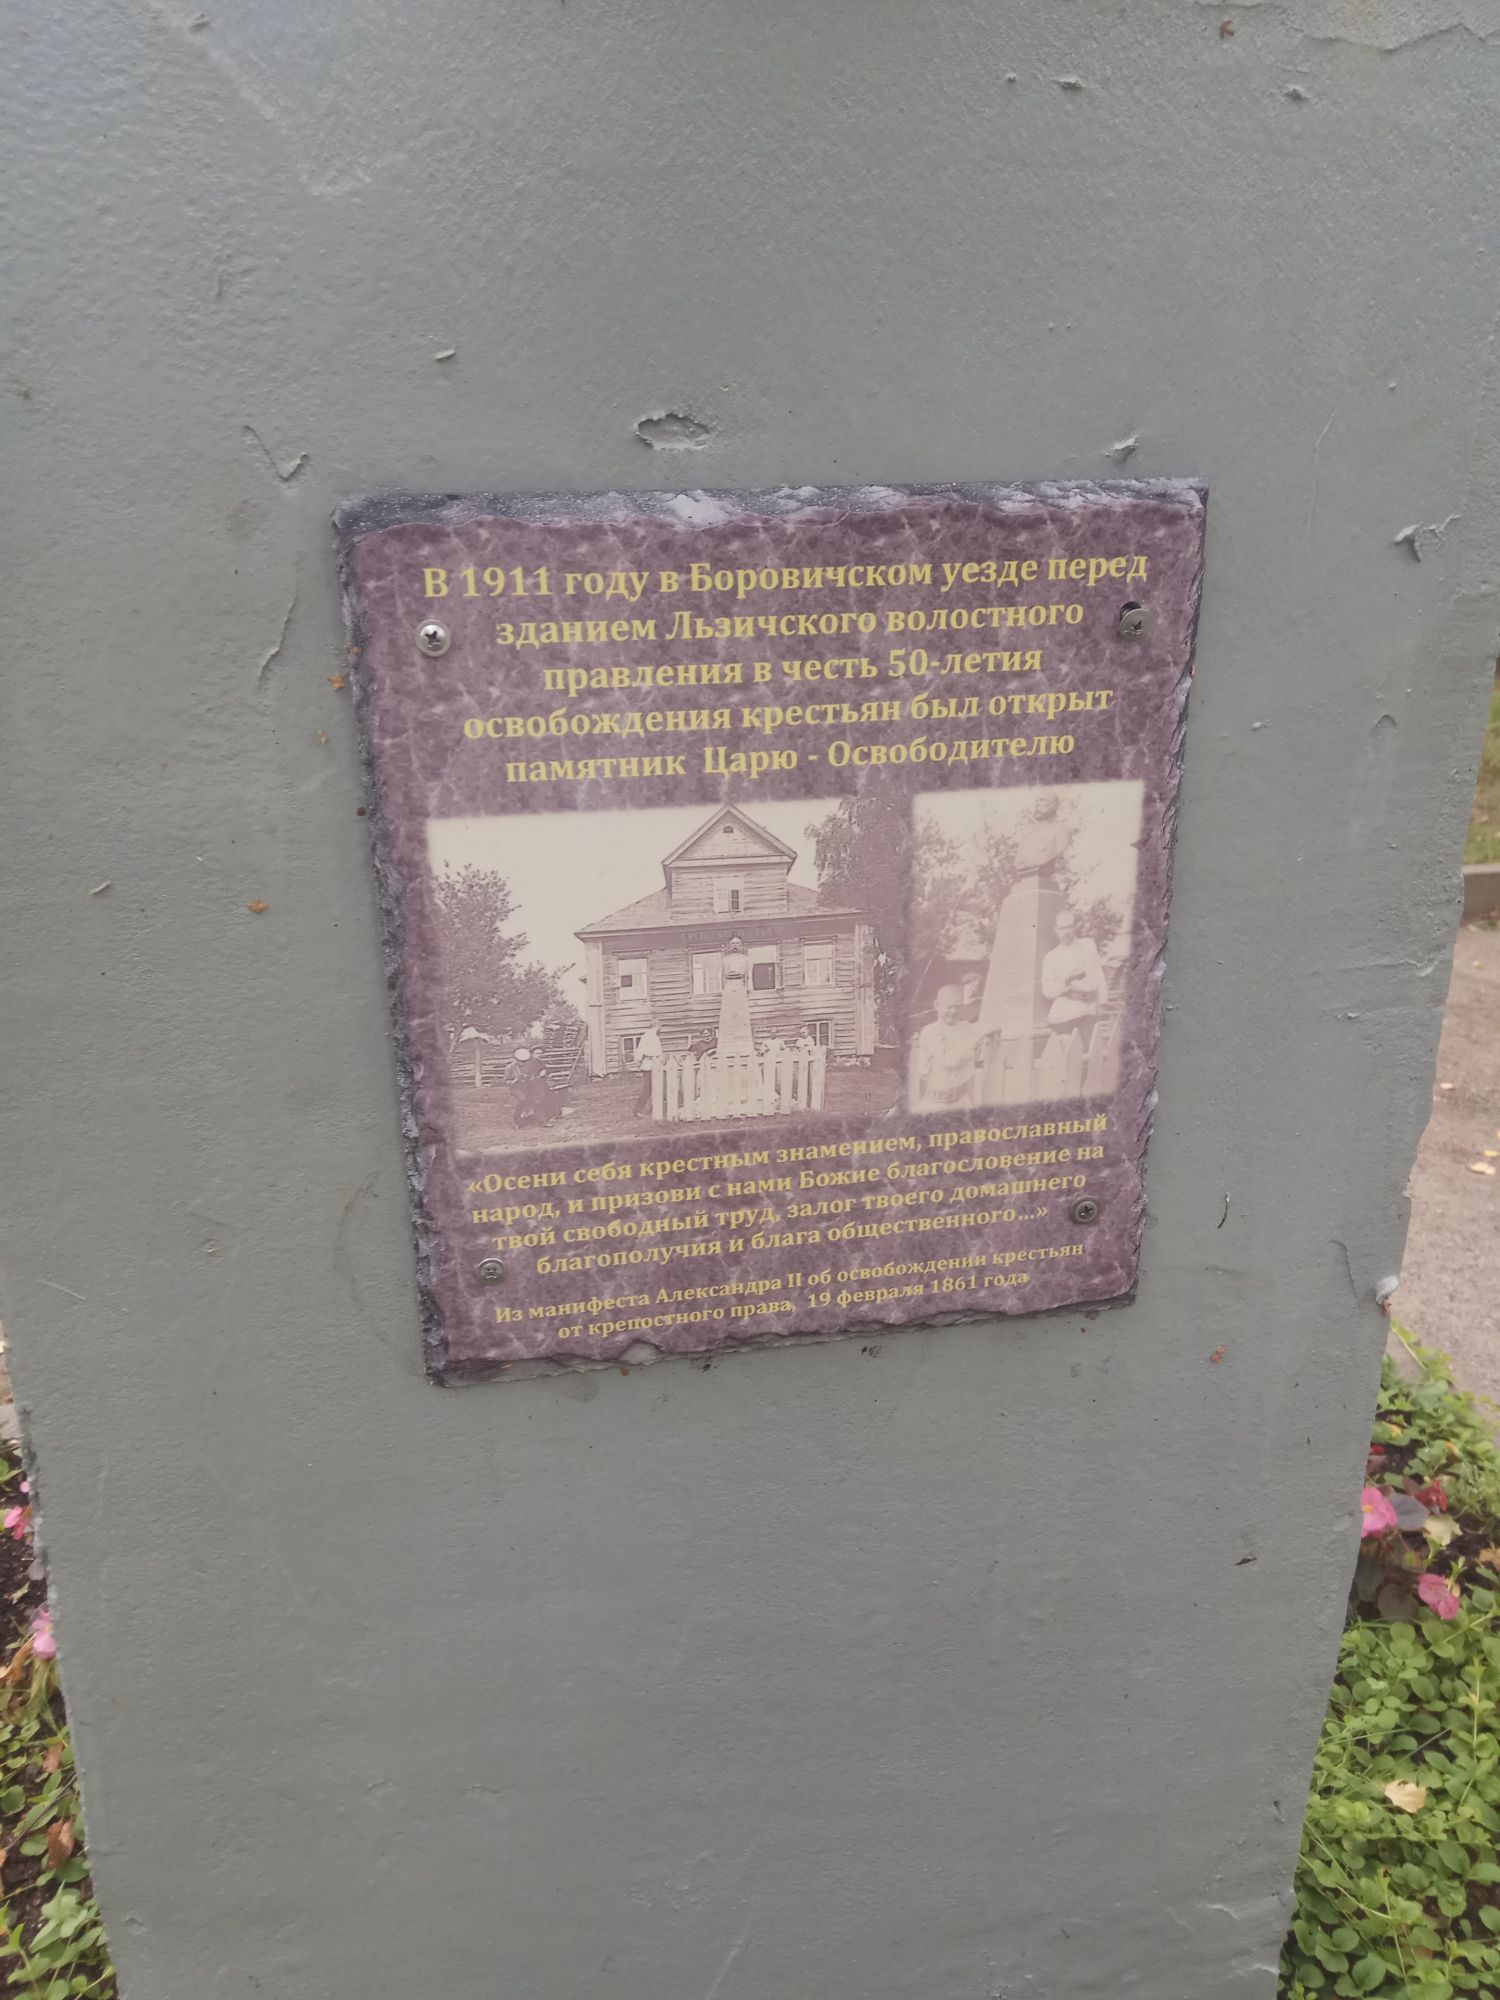 В 1911 году в Боровичском уезде перед
зданием Льзичского волостного
правления в честь 50-летия
освобождения крестьян был открыт
памятник Царю - Освободителю
«Осени себя крестным знамением, православный
народ, и призови с нами Божие благословение на
твой свободный труд, залог твоего домашнего
благополучия и блага общественного...»
Из манифеста Александра II об освобождении крестьян
от крепостного права, 19 февраля 1861 года